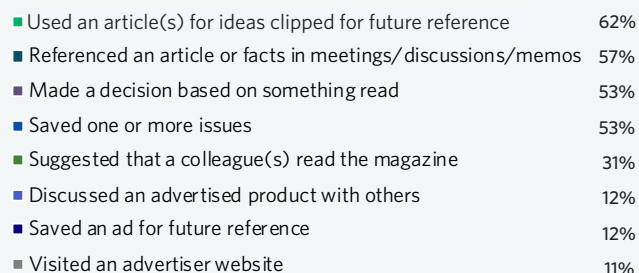 Used an article(s) for ideas clipped for future reference 62%
Referenced an article or facts in meetings/discussions/memos 57%
Made a decision based on something read 53%
Saved one or more issues 53%
Suggested that a colleague(s) read the magazine 31%
Discussed an advertised product with others 12%
Saved an ad for future reference 12%
Visited an advertiser website 11%